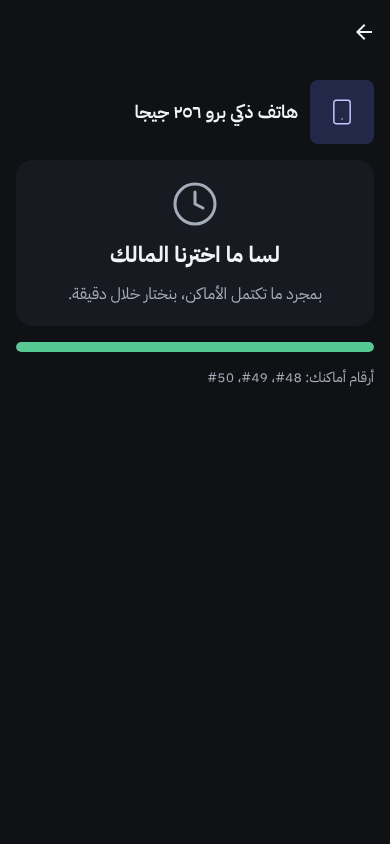 هاتف ذكي برو ٢٥٦ جيجا
لسا ما اخترنا المالك
بمجرد ما تكتمل الأماكن، بنختار خلال دقيقة.
أرقام أماكنك: 48#، 49#، 50#